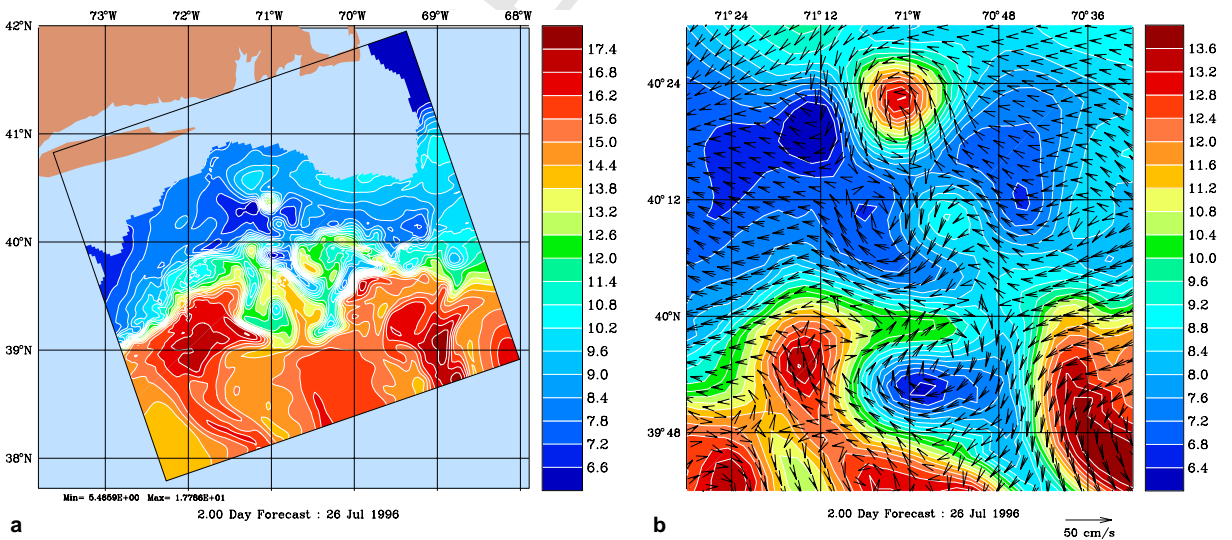 73°W 72°W 71°W 70°W 69°W 68°W
42°N
41°N
40°N
39°N
38°N
17.4
16.8
16.2
15.6
15.0
14.4
13.8
13.2
12.6
12.0
11.4
10.8
10.2
9.6
9.0
8.4
7.8
7.2
6.6
Min= 5.4659E+00 Max= 1.7766E+01
2.00 Day Forecast : 26 Jul 1996
a
71°24 71°12 71°W 70°48 70°36
40°24
40°12
40°N
39°48
13.6
13.2
12.8
12.4
12.0
11.6
11.2
10.8
10.4
10.0
9.6
9.2
8.8
8.4
8.0
7.6
7.2
6.8
6.4
2.00 Day Forecast : 26 Jul 1996
50 cm/s
b